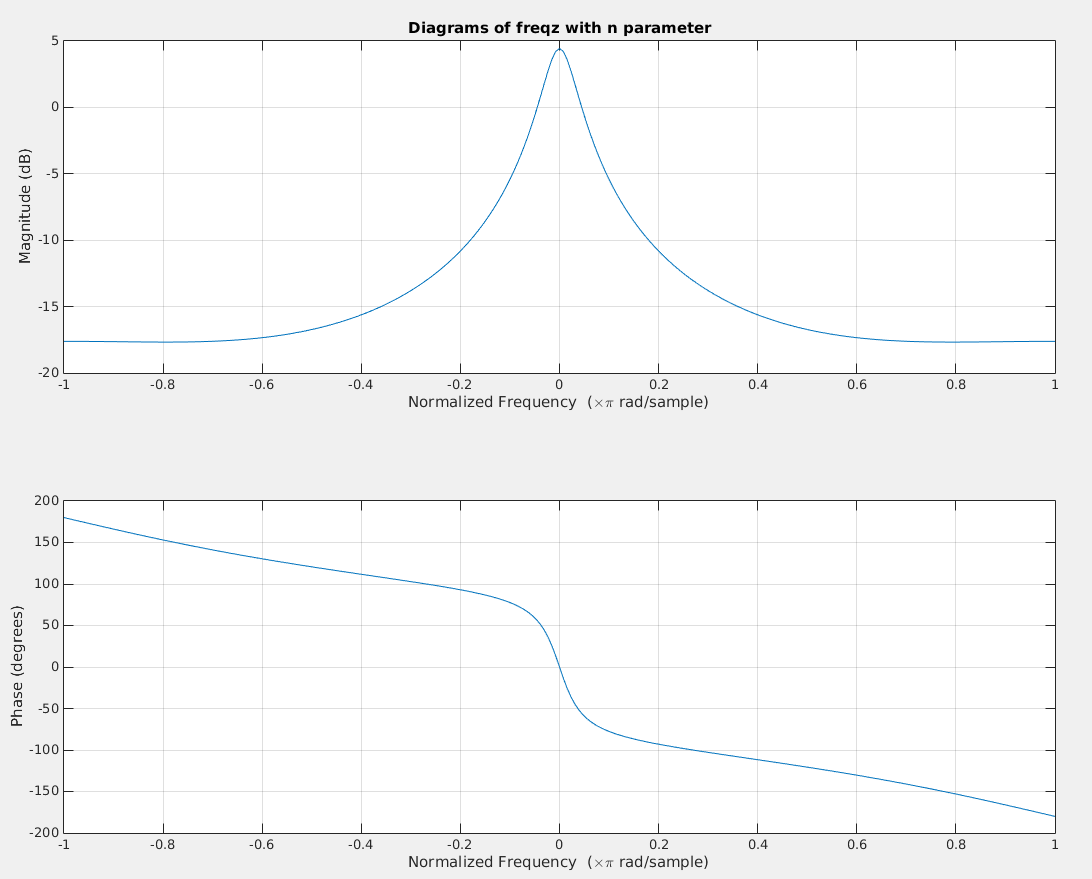 Diagrams of freqz with n parameter
Magnitude (dB)
5
0
-5
-10
-15
-20
-1 -0.8 -0.6 -0.4 -0.2 0 0.2 0.4 0.6 0.8 1
Normalized Frequency (×π rad/sample)
Phase (degrees)
200
150
100
50
0
-50
-100
-150
-200
-1 -0.8 -0.6 -0.4 -0.2 0 0.2 0.4 0.6 0.8 1
Normalized Frequency (×π rad/sample)